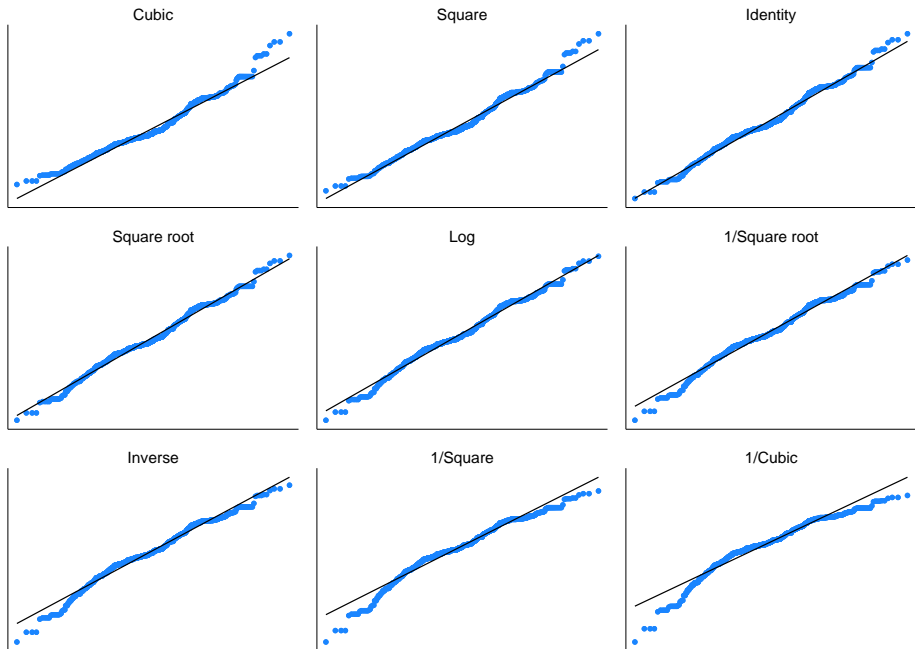 Cubic
Square
Identity
Square root
Log
1/Square root
Inverse
1/Square
1/Cubic